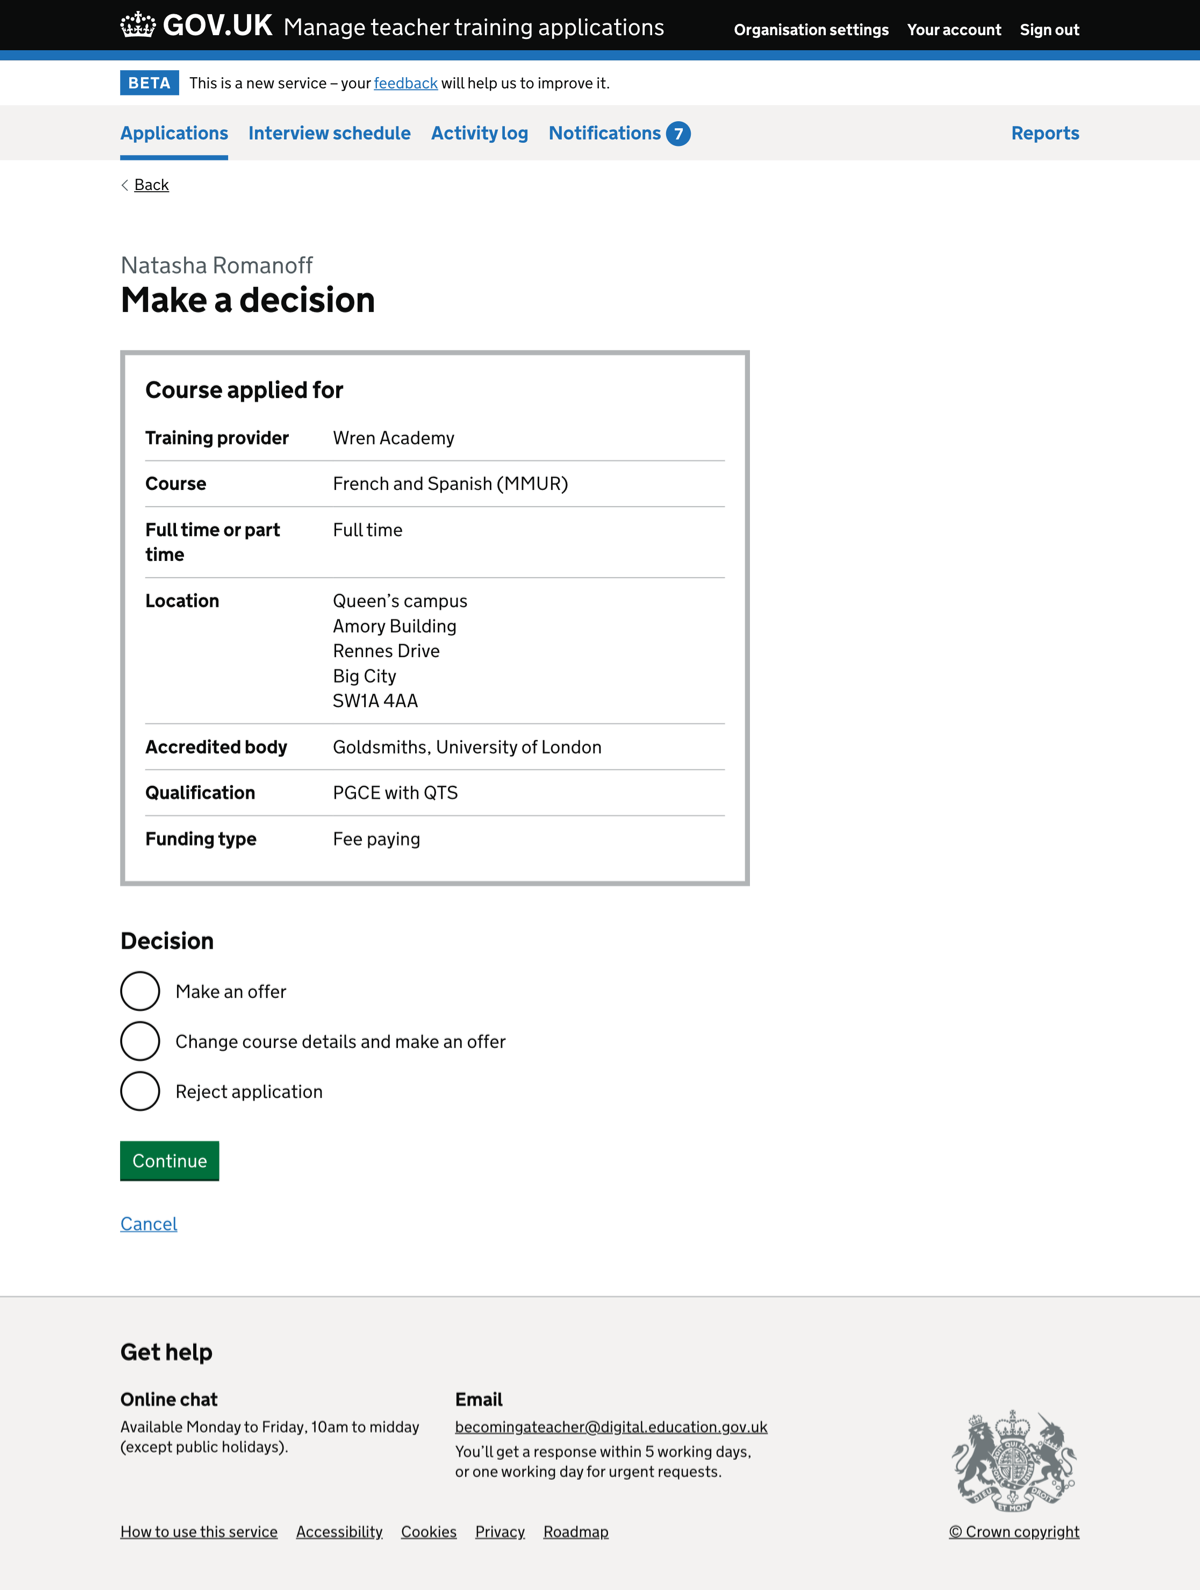 GOV.UK Manage teacher training applications Organisation settings Your account Sign out
BETA This is a new service – your feedback will help us to improve it.
Applications Interview schedule Activity log Notifications 7 Reports
Back
Natasha Romanoff
Make a decision
Course applied for
Training provider Wren Academy
Course French and Spanish (MMUR)
Full time or part Full time
time
Location Queen’s campus
Amory Building
Rennes Drive
Big City
SW1A 4AA
Accredited body Goldsmiths, University of London
Qualification PGCE with QTS
Funding type Fee paying
Decision
Make an offer
Change course details and make an offer
Reject application
Continue
Cancel
Get help
Online chat
Available Monday to Friday, 10am to midday
(except public holidays).
Email
becomingateacher@digital.education.gov.uk
You’ll get a response within 5 working days,
or one working day for urgent requests.
DIEU ET MON DROIT
How to use this service Accessibility Cookies Privacy Roadmap © Crown copyright